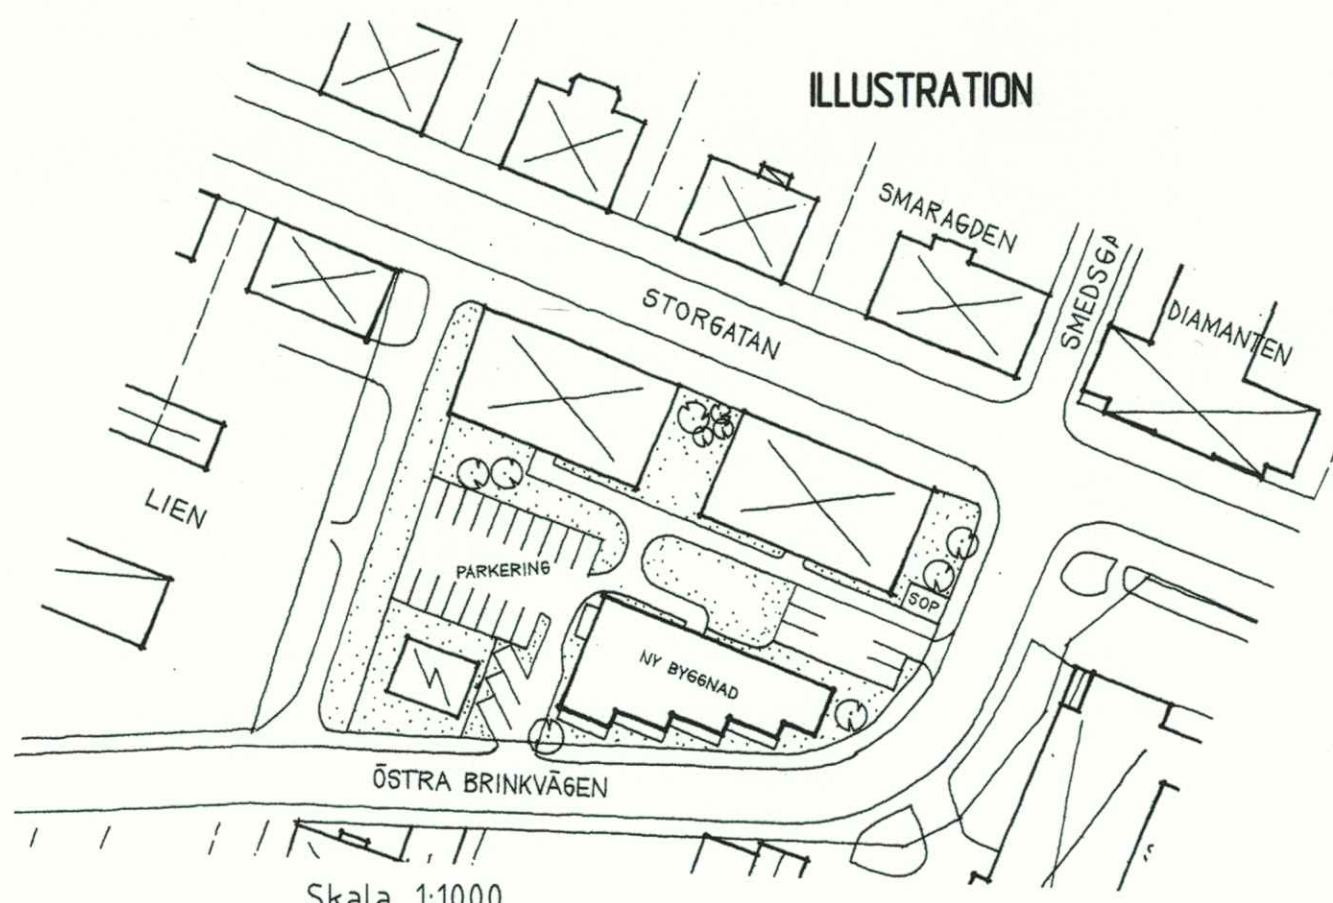 ILLUSTRATION
SMARAGDEN
SMEDSGA
DIAMANTEN
STORGATAN
LIEN
PARKERING
SOP
NY BYGGNAD
ÖSTRA BRINKVÄGEN
Skala 1:1000